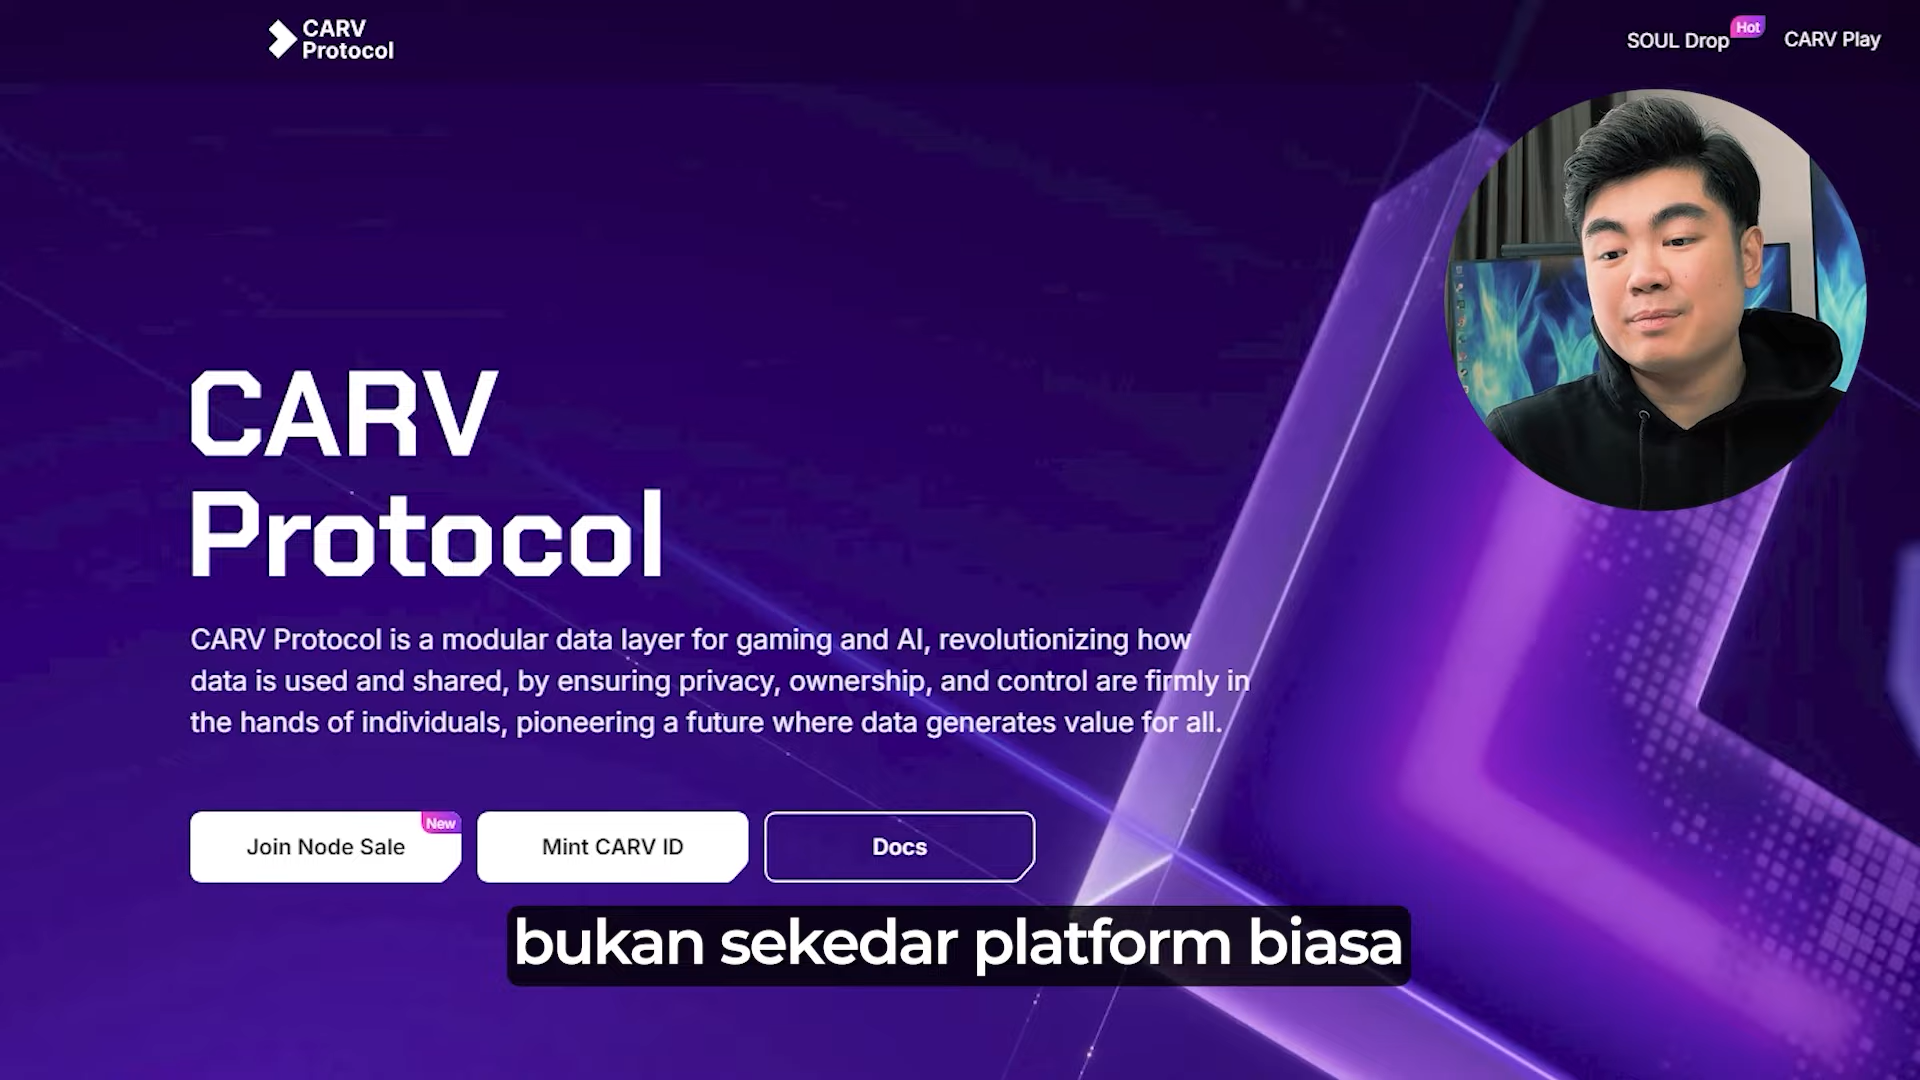 CARV
Protocol
SOUL Drop
Hot
CARV Play
CARV
Protocol
CARV Protocol is a modular data layer for gaming and AI, revolutionizing how
data is used and shared, by ensuring privacy, ownership, and control are firmly in
the hands of individuals, pioneering a future where data generates value for all.
Join Node Sale
New
Mint CARV ID
Docs
bukan sekedar platform biasa